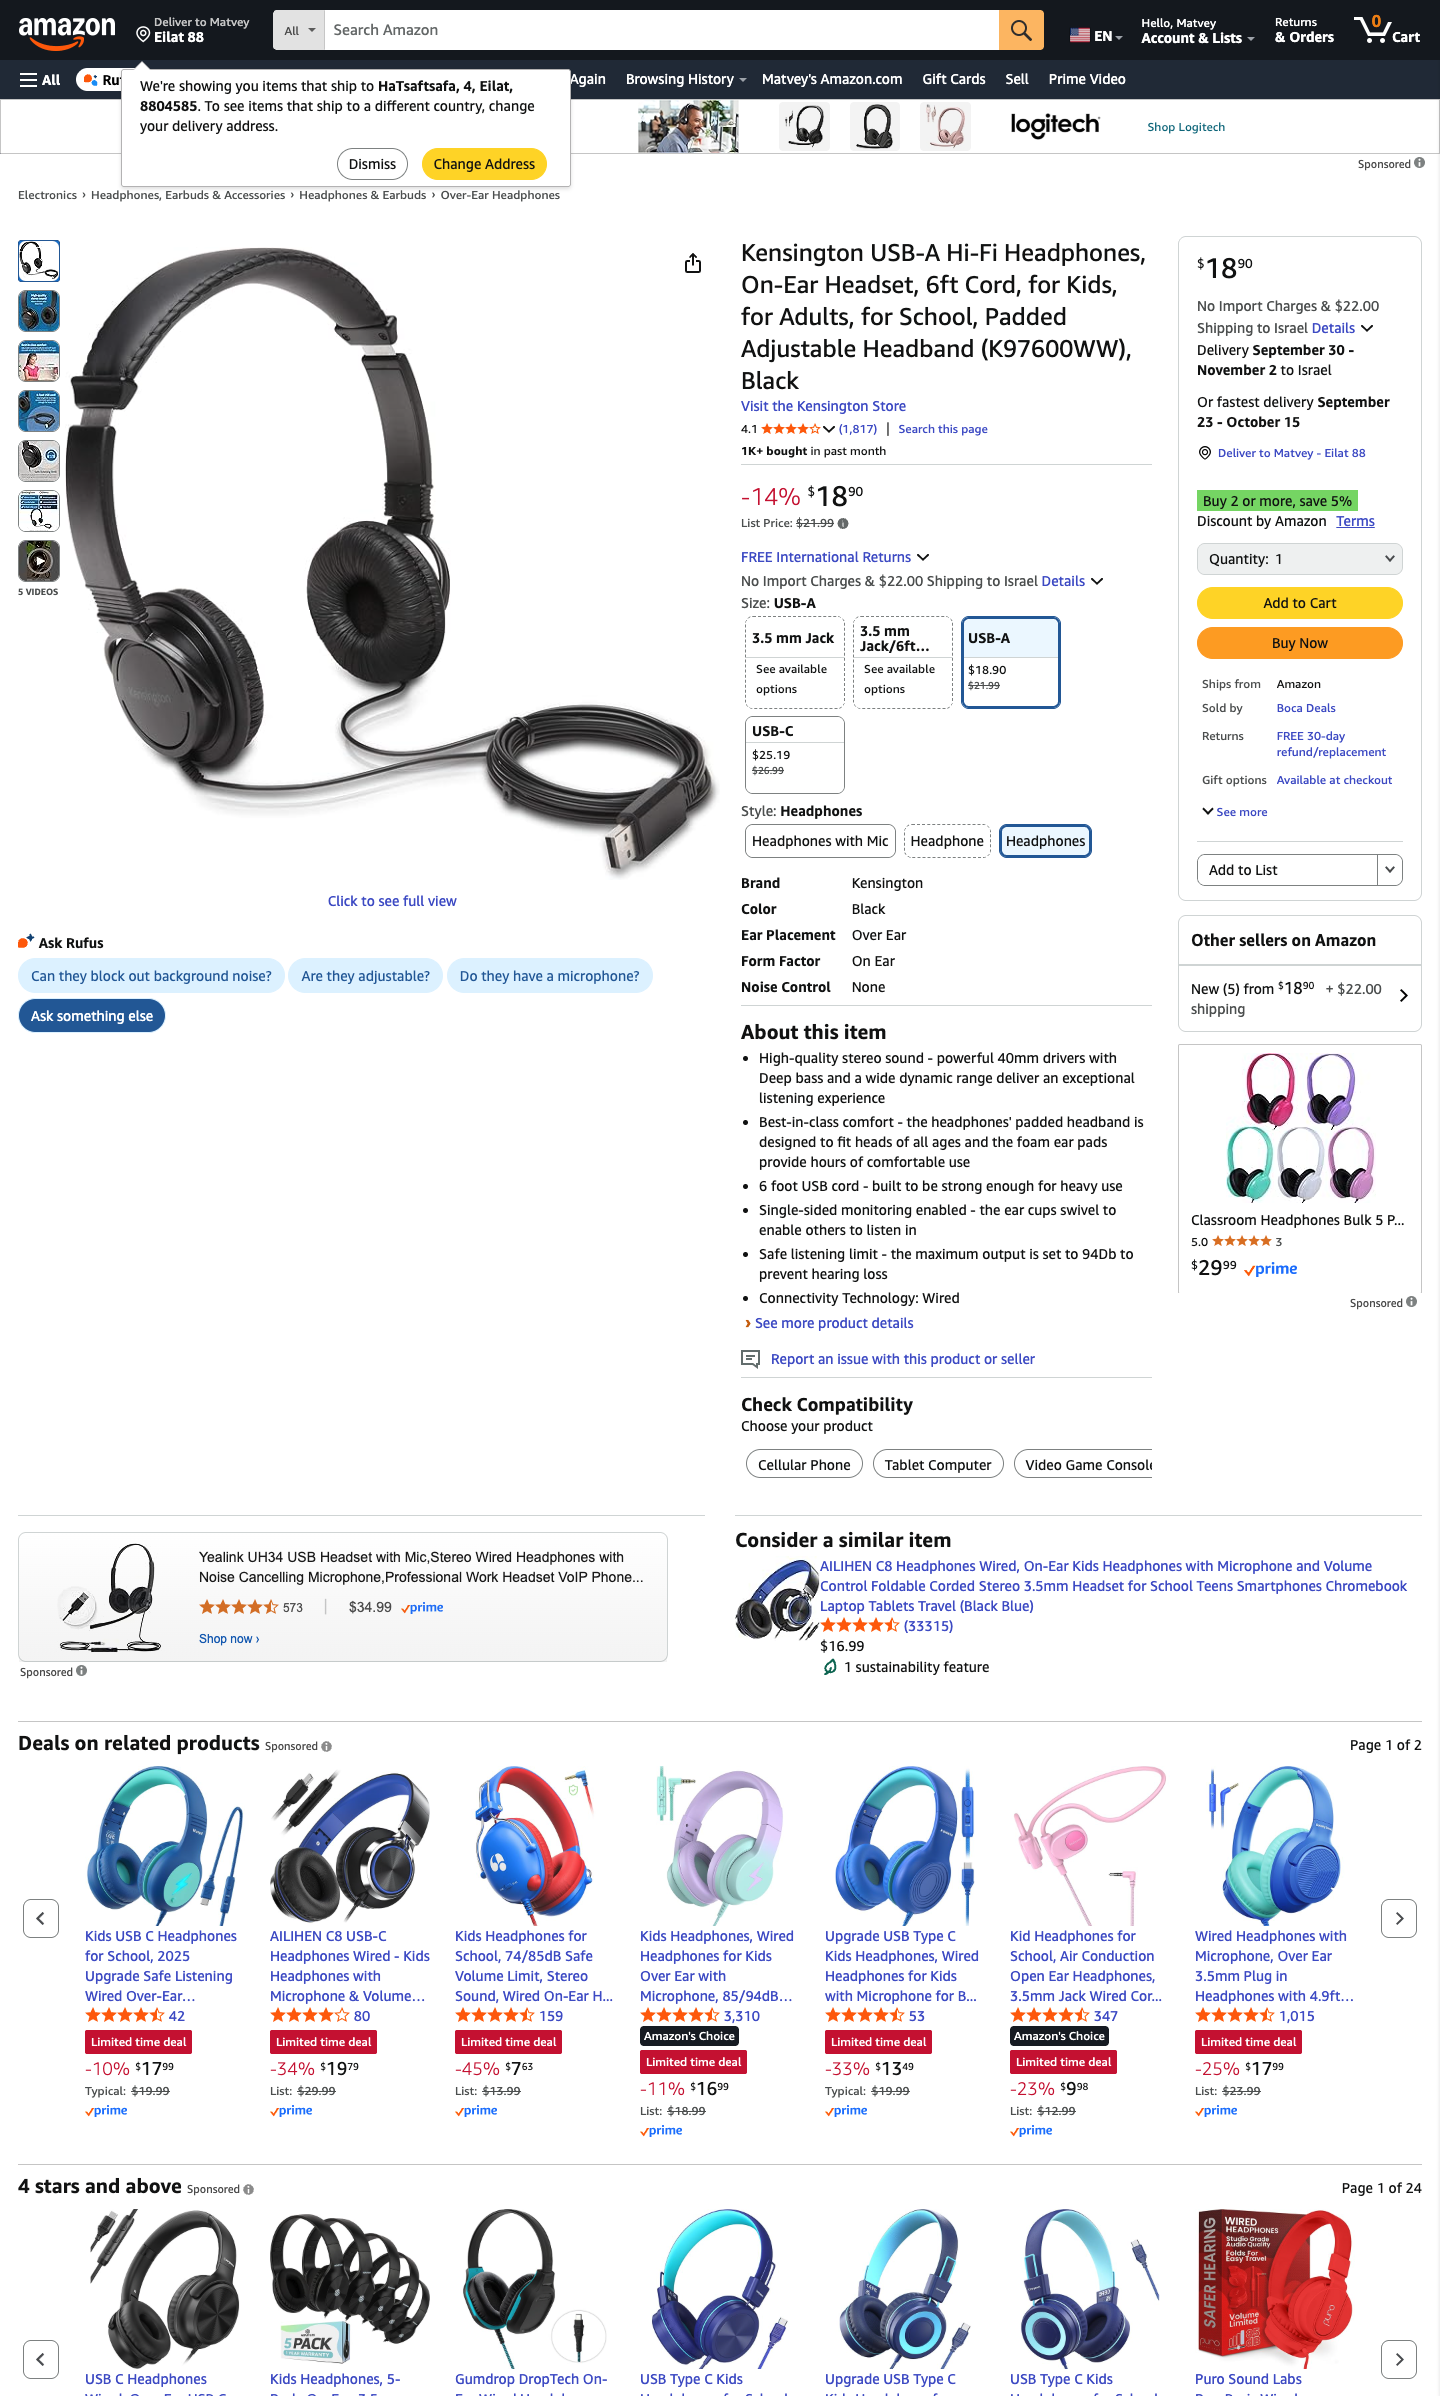 amazon
Deliver to Matvey
Eilat 88
All
Search Amazon
EN
Hello, Matvey
Account & Lists
Returns
& Orders
0
Cart
All
Ru
Again
Browsing History
Matvey's Amazon.com
Gift Cards
Sell
Prime Video
We're showing you items that ship to HaTsaftsafa, 4, Eilat,
8804585. To see items that ship to a different country, change
your delivery address.
Dismiss
Change Address
logitech
Shop Logitech
Sponsored
Electronics › Headphones, Earbuds & Accessories › Headphones & Earbuds › Over-Ear Headphones
5 VIDEOS
Kensington
Click to see full view
Ask Rufus
Can they block out background noise?
Are they adjustable?
Do they have a microphone?
Ask something else
Kensington USB-A Hi-Fi Headphones,
On-Ear Headset, 6ft Cord, for Kids,
for Adults, for School, Padded
Adjustable Headband (K97600WW),
Black
Visit the Kensington Store
4.1 (1,817) | Search this page
1K+ bought in past month
-14% $18.90
List Price: $21.99
FREE International Returns
No Import Charges & $22.00 Shipping to Israel Details
Size: USB-A
3.5 mm Jack
See available
options
3.5 mm
Jack/6ft...
See available
options
USB-A
$18.90
$21.99
USB-C
$25.19
$26.99
Style: Headphones
Headphones with Mic
Headphone
Headphones
Brand Kensington
Color Black
Ear Placement Over Ear
Form Factor On Ear
Noise Control None
About this item
• High-quality stereo sound - powerful 40mm drivers with
Deep bass and a wide dynamic range deliver an exceptional
listening experience
• Best-in-class comfort - the headphones' padded headband is
designed to fit heads of all ages and the foam ear pads
provide hours of comfortable use
• 6 foot USB cord - built to be strong enough for heavy use
• Single-sided monitoring enabled - the ear cups swivel to
enable others to listen in
• Safe listening limit - the maximum output is set to 94Db to
prevent hearing loss
• Connectivity Technology: Wired
› See more product details
Report an issue with this product or seller
Check Compatibility
Choose your product
Cellular Phone
Tablet Computer
Video Game Console
$18.90
No Import Charges & $22.00
Shipping to Israel Details
Delivery September 30 -
November 2 to Israel
Or fastest delivery September
23 - October 15
Deliver to Matvey - Eilat 88
Buy 2 or more, save 5%
Discount by Amazon Terms
Quantity: 1
Add to Cart
Buy Now
Ships from Amazon
Sold by Boca Deals
Returns FREE 30-day
refund/replacement
Gift options Available at checkout
See more
Add to List
Other sellers on Amazon
New (5) from $18.90 + $22.00
shipping
Classroom Headphones Bulk 5 P...
5.0 3
$29.99 prime
Sponsored
Yealink UH34 USB Headset with Mic,Stereo Wired Headphones with
Noise Cancelling Microphone,Professional Work Headset VoIP Phone...
573 | $34.99 prime
Shop now ›
Sponsored
Consider a similar item
AILIHEN C8 Headphones Wired, On-Ear Kids Headphones with Microphone and Volume
Control Foldable Corded Stereo 3.5mm Headset for School Teens Smartphones Chromebook
Laptop Tablets Travel (Black Blue)
(33315)
$16.99
1 sustainability feature
Deals on related products Sponsored
Page 1 of 2
Kids USB C Headphones
for School, 2025
Upgrade Safe Listening
Wired Over-Ear...
42
Limited time deal
-10% $17.99
Typical: $19.99
prime
AILIHEN C8 USB-C
Headphones Wired - Kids
Headphones with
Microphone & Volume...
80
Limited time deal
-34% $19.79
List: $29.99
prime
Kids Headphones for
School, 74/85dB Safe
Volume Limit, Stereo
Sound, Wired On-Ear H...
159
Limited time deal
-45% $7.63
List: $13.99
prime
Kids Headphones, Wired
Headphones for Kids
Over Ear with
Microphone, 85/94dB...
3,310
Amazon's Choice
Limited time deal
-11% $16.99
List: $18.99
prime
Upgrade USB Type C
Kids Headphones, Wired
Headphones for Kids
with Microphone for B...
53
Limited time deal
-33% $13.49
Typical: $19.99
prime
Kid Headphones for
School, Air Conduction
Open Ear Headphones,
3.5mm Jack Wired Cor...
347
Amazon's Choice
Limited time deal
-23% $9.98
List: $12.99
prime
Wired Headphones with
Microphone, Over Ear
3.5mm Plug in
Headphones with 4.9ft...
1,015
Limited time deal
-25% $17.99
List: $23.99
prime
4 stars and above Sponsored
Page 1 of 24
5 PACK
SAFER HEARING
WIRED
HEADPHONES
Studio Grade
Audio Quality
Folds For
Easy Travel
Volume
Limited
puro
USB C Headphones
Kids Headphones, 5-
Gumdrop DropTech On-
USB Type C Kids
Upgrade USB Type C
USB Type C Kids
Puro Sound Labs